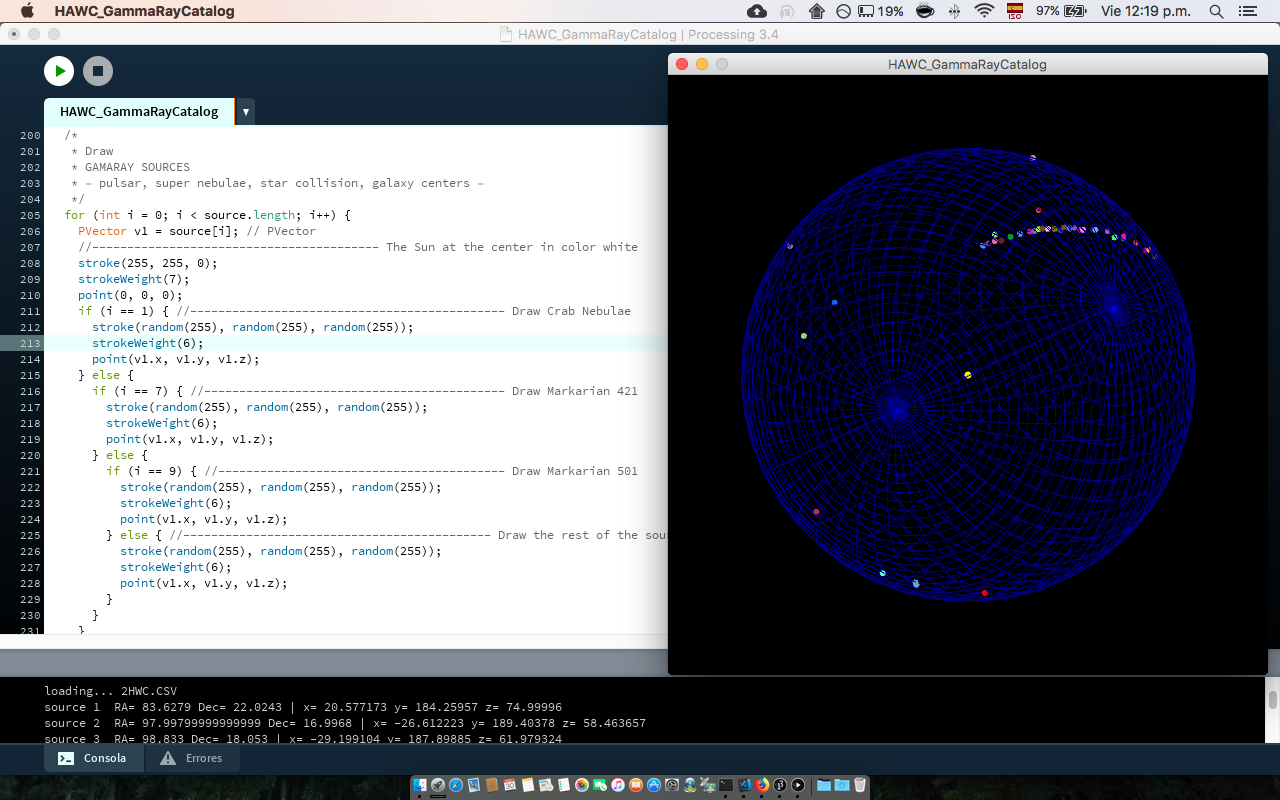 HAWC_GammaRayCatalog
19%
ISO
97%
Vie 12:19 p.m.
HAWC_GammaRayCatalog | Processing 3.4
HAWC_GammaRayCatalog
200 /*
201 * Draw
202 * GAMARAY SOURCES
203 * – pulsar, super nebulae, star collision, galaxy centers –
204 */
205 for (int i = 0; i < source.length; i++) {
206 PVector v1 = source[i]; // PVector
207 //----------------------------------------- The Sun at the center in color white
208 stroke(255, 255, 0);
209 strokeWeight(7);
210 point(0, 0, 0);
211 if (i == 1) { //--------------------------------------------- Draw Crab Nebulae
212 stroke(random(255), random(255), random(255));
213 strokeWeight(6);
214 point(v1.x, v1.y, v1.z);
215 } else {
216 if (i == 7) { //------------------------------------------- Draw Markarian 421
217 stroke(random(255), random(255), random(255));
218 strokeWeight(6);
219 point(v1.x, v1.y, v1.z);
220 } else {
221 if (i == 9) { //----------------------------------------- Draw Markarian 501
222 stroke(random(255), random(255), random(255));
223 strokeWeight(6);
224 point(v1.x, v1.y, v1.z);
225 } else { //-------------------------------------------- Draw the rest of the sou
226 stroke(random(255), random(255), random(255));
227 strokeWeight(6);
228 point(v1.x, v1.y, v1.z);
229 }
230 }
231 }
HAWC_GammaRayCatalog
loading... 2HWC.CSV
source 1 RA= 83.6279 Dec= 22.0243 | x= 20.577173 y= 184.25957 z= 74.99996
source 2 RA= 97.99799999999999 Dec= 16.9968 | x= -26.612223 y= 189.40378 z= 58.463657
source 3 RA= 98.833 Dec= 18.053 | x= -29.199104 y= 187.89885 z= 61.979324
Consola
Errores
30